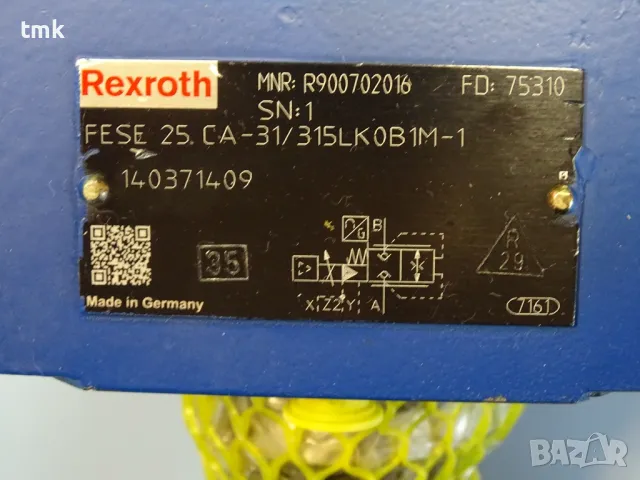 tmk
Rexroth MNR: R900702016 FD: 75310
SN:1
FESE 25 CA-31/315LK0B1M-1
140371409
G B
35
R
29
X Z2 Y A
Made in Germany
7161
BAZAR